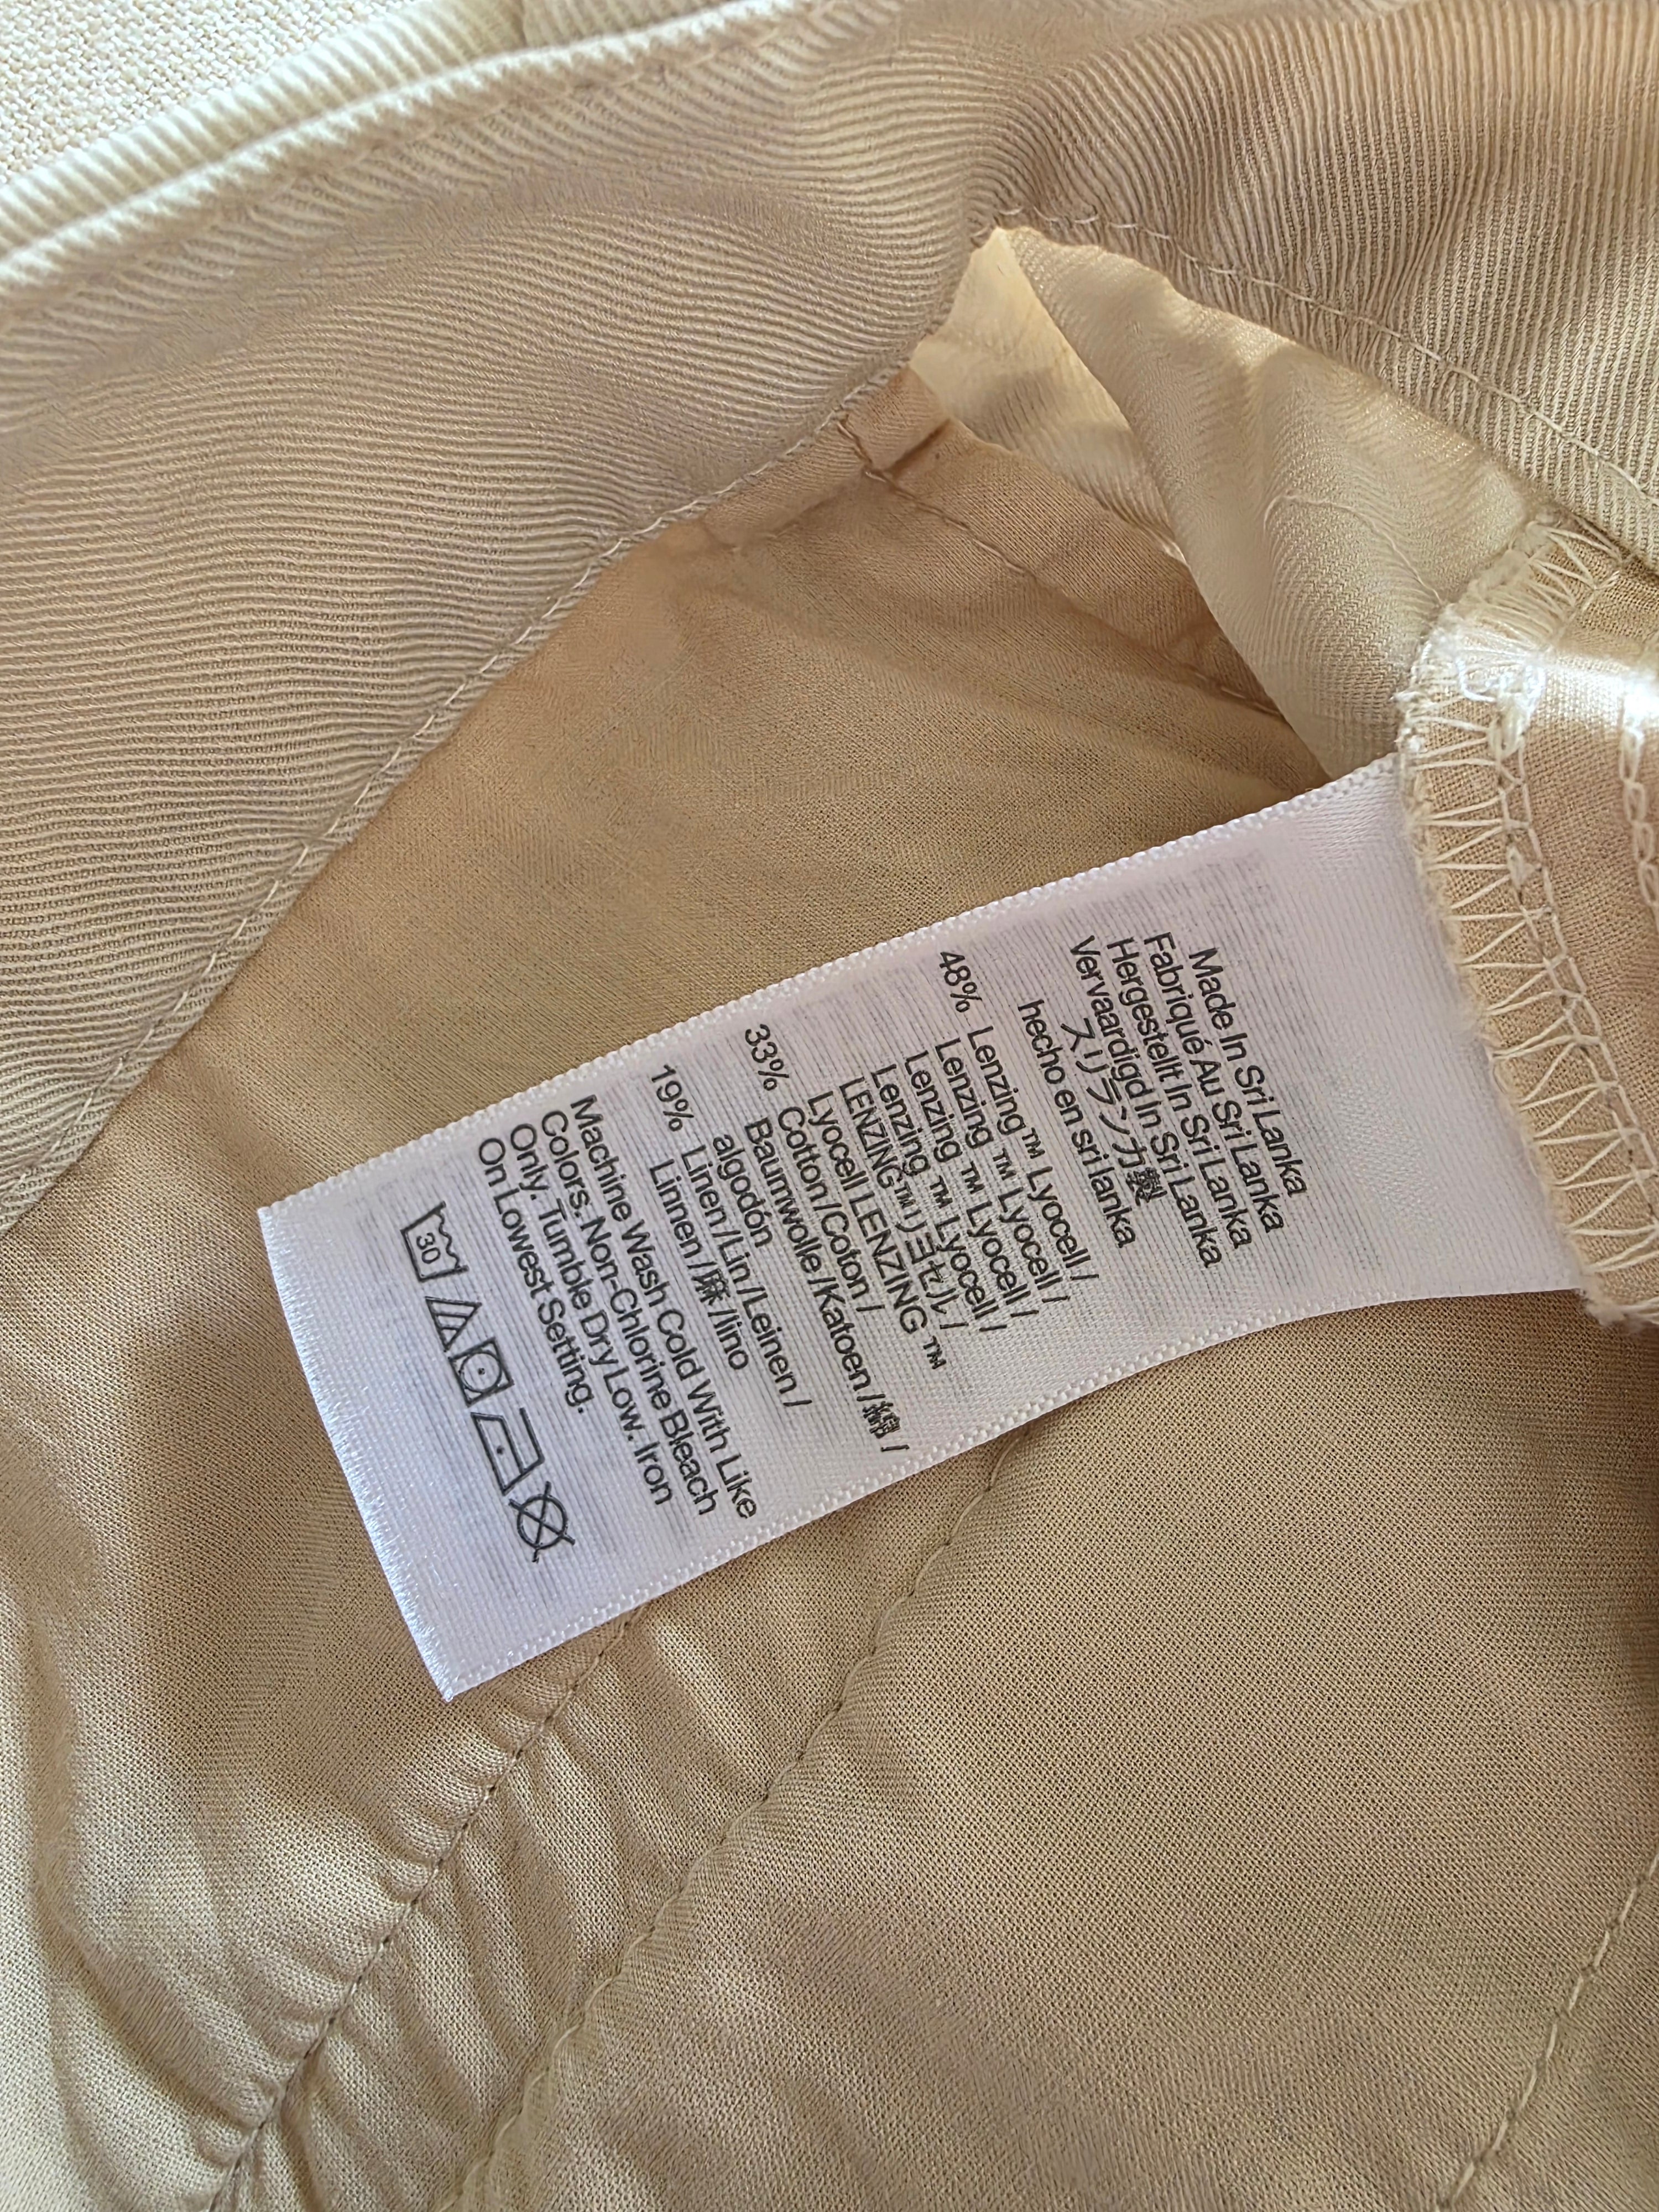 Made In Sri Lanka
Fabriqué Au Sri Lanka
Hergestellt In Sri Lanka
Vervaardigd In Sri Lanka
スリランカ製
hecho en sri lanka
48% Lenzing™ Lyocell /
Lenzing ™ Lyocell /
Lenzing ™ Lyocell /
Lenzing ™ Lyocell /
LENZING™リヨセル /
Lyocell LENZING ™
33% Cotton / Coton /
Baumwolle / Katoen / 綿 /
algodón
19% Linen / Lin / Leinen /
Linnen / 麻 / lino
Machine Wash Cold With Like
Colors. Non-Chlorine Bleach
Only. Tumble Dry Low. Iron
On Lowest Setting.
30